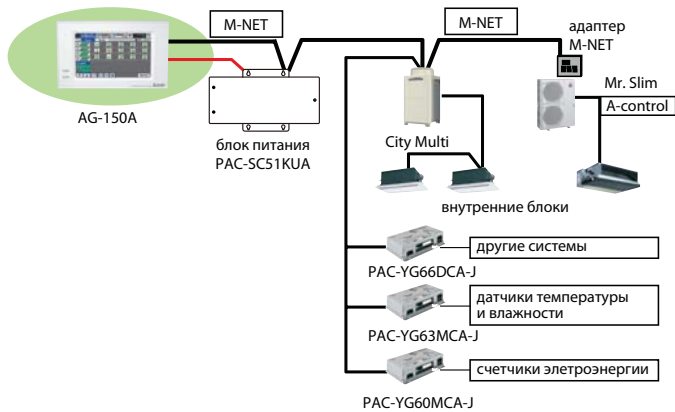 M-NET
M-NET
адаптер
M-NET
Mr. Slim
A-control
AG-150A
блок питания
PAC-SC51KUA
City Multi
внутренние блоки
другие системы
PAC-YG66DCA-J
датчики температуры
и влажности
PAC-YG63MCA-J
счетчики элетроэнергии
PAC-YG60MCA-J